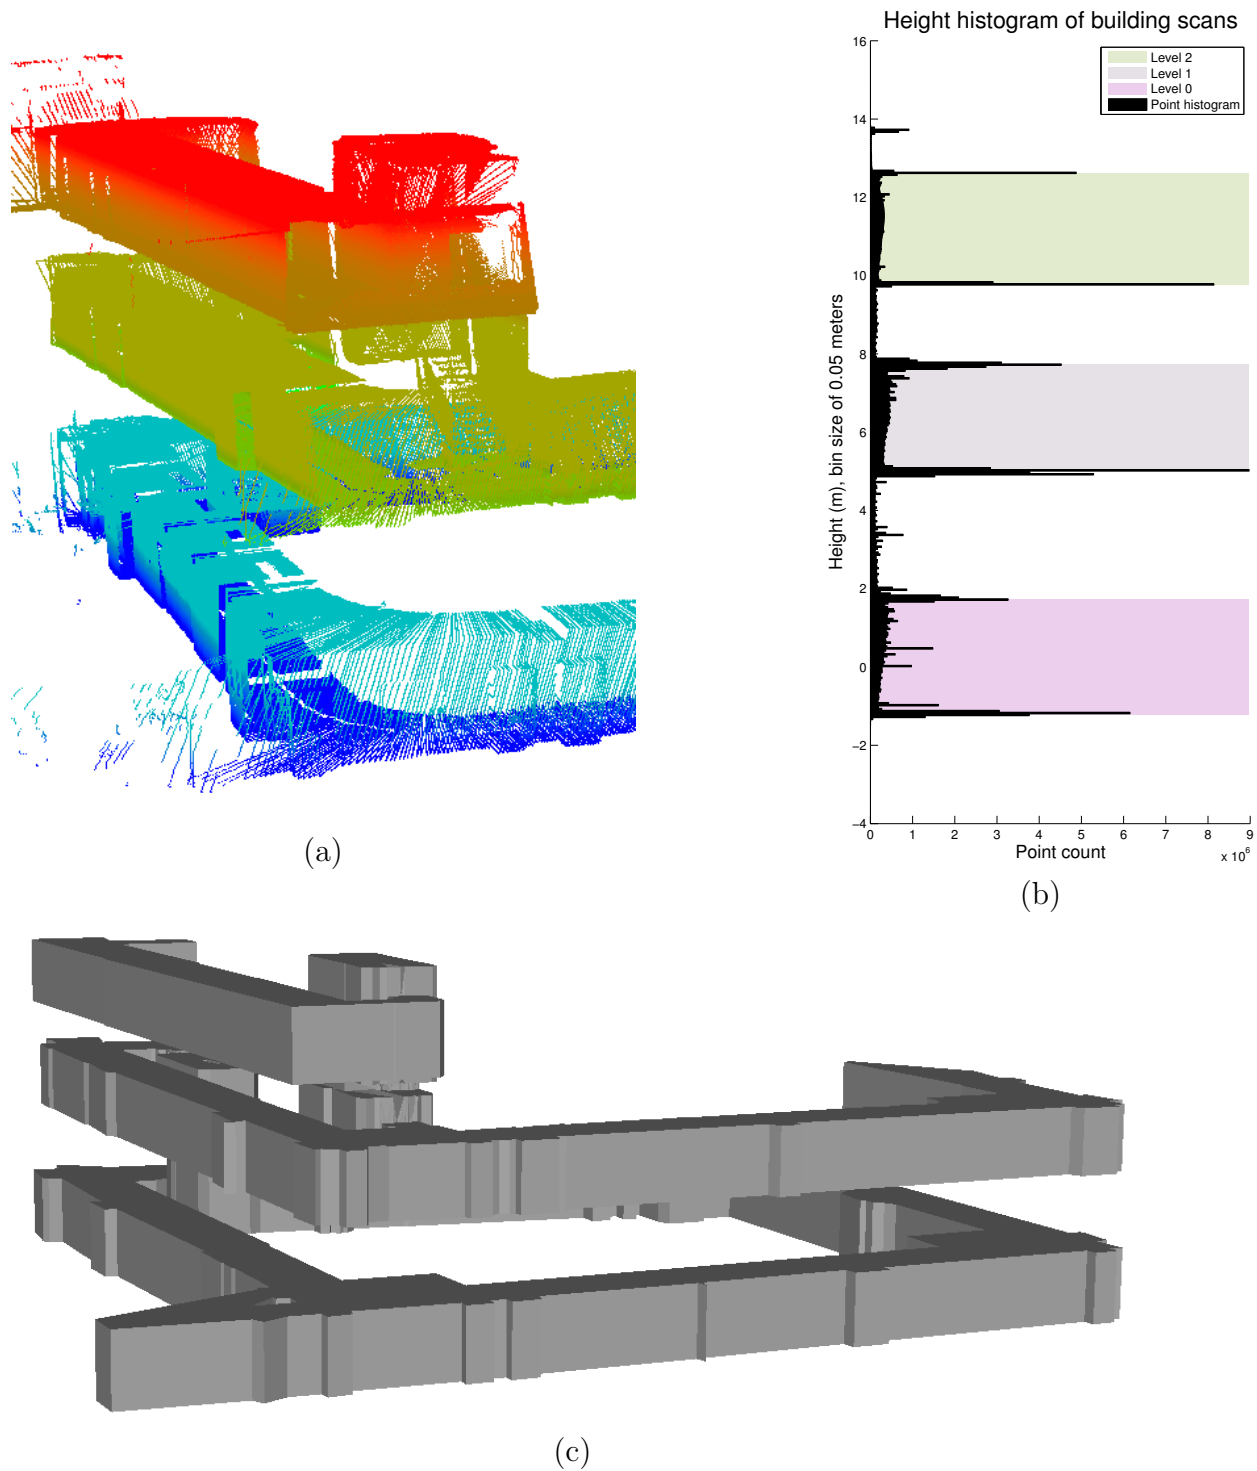 Height histogram of building scans
16
14
12
10
8
6
4
2
0
−2
−4
Height (m), bin size of 0.05 meters
Level 2
Level 1
Level 0
Point histogram
0 1 2 3 4 5 6 7 8 9
Point count
x 10^6
(a)
(b)
(c)